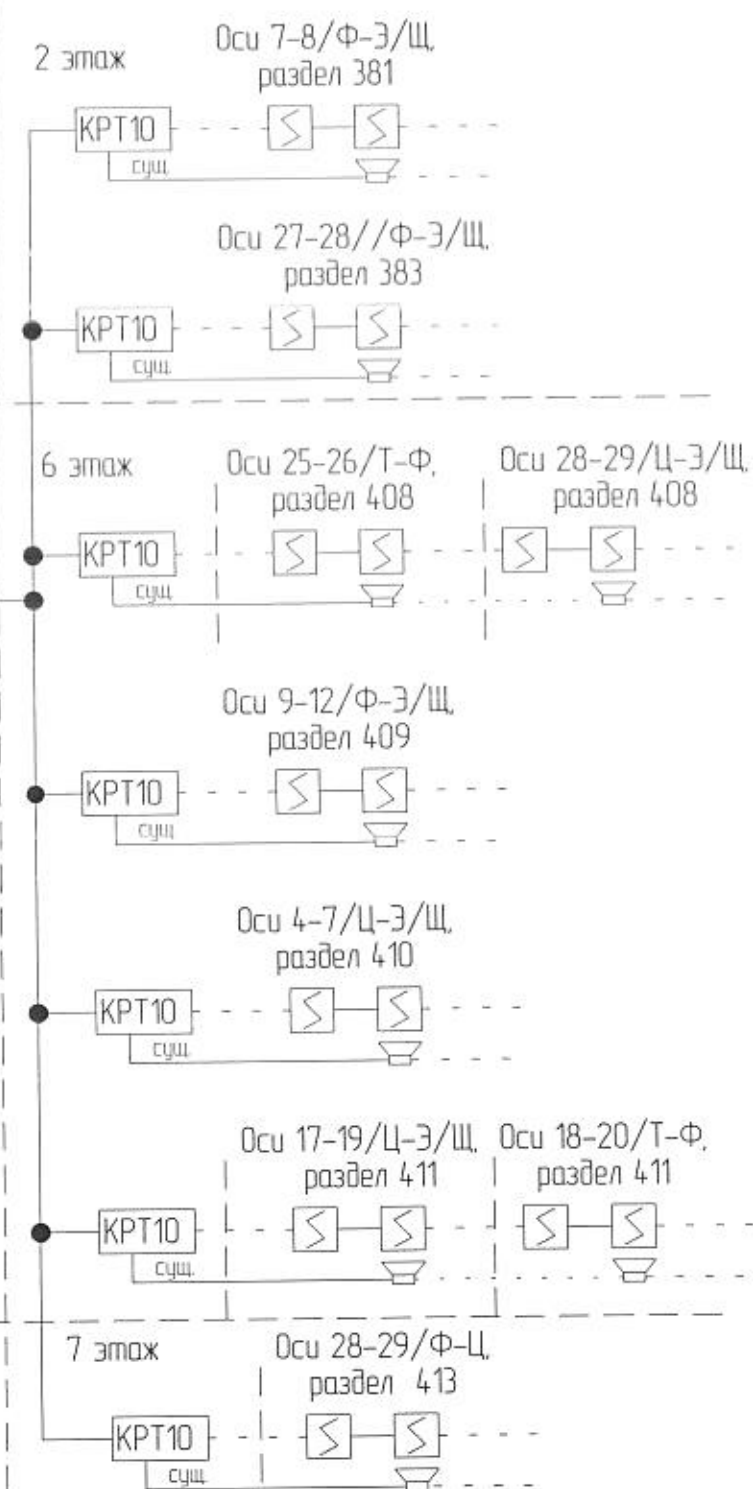 2 этаж
Оси 7-8/Ф-Э/Щ,
раздел 381
КРТ10
сущ.
Оси 27-28//Ф-Э/Щ,
раздел 383
КРТ10
сущ.
6 этаж
Оси 25-26/Т-Ф,
раздел 408
Оси 28-29/Ц-Э/Щ,
раздел 408
КРТ10
сущ.
Оси 9-12/Ф-Э/Щ,
раздел 409
КРТ10
сущ.
Оси 4-7/Ц-Э/Щ,
раздел 410
КРТ10
сущ.
Оси 17-19/Ц-Э/Щ,
раздел 411
Оси 18-20/Т-Ф,
раздел 411
КРТ10
сущ.
7 этаж
Оси 28-29/Ф-Ц,
раздел 413
КРТ10
сущ.